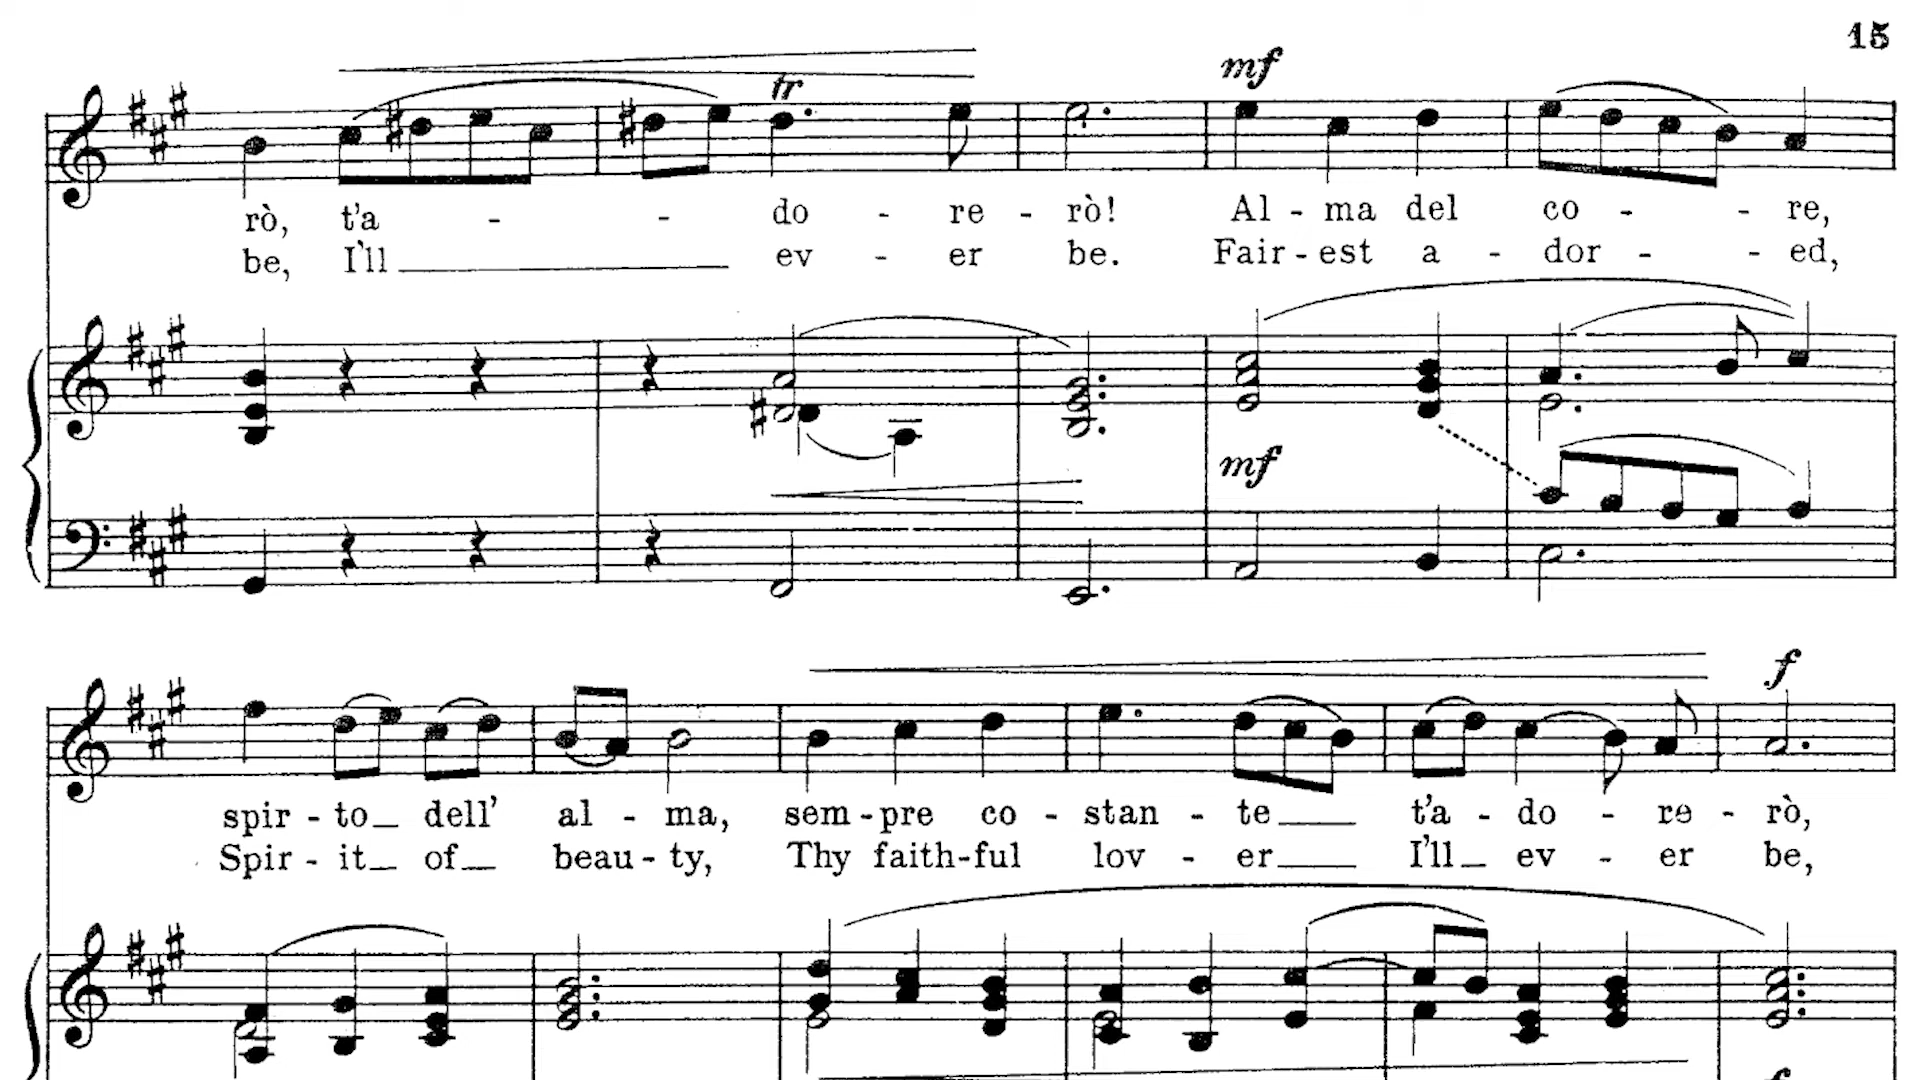 15
mf
tr
rò, t'a - - do - re - rò! Al - ma del co - - re,
be, I'll ev - er be. Fair - est a - dor - - ed,
mf
f
spir - to dell' al - ma, sem - pre co - stan - te t'a - do - re - rò,
Spir - it of beau - ty, Thy faith - ful lov - er I'll ev - er be,
f